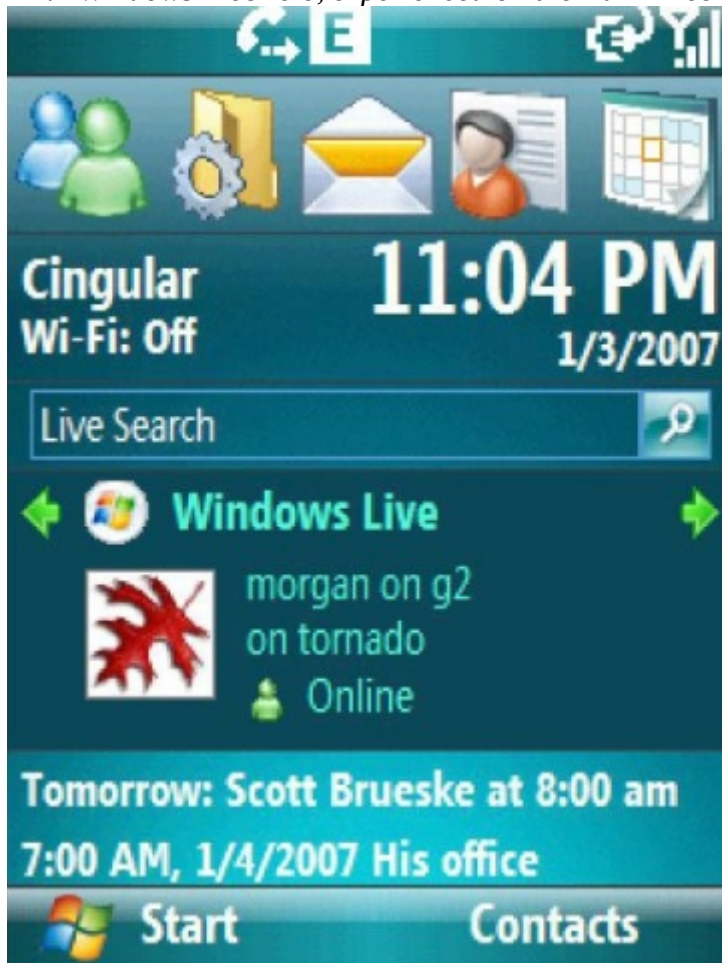 E
Cingular
11:04 PM
Wi-Fi: Off
1/3/2007
Live Search
Windows Live
morgan on g2
on tornado
Online
Tomorrow: Scott Brueske at 8:00 am
7:00 AM, 1/4/2007 His office
Start
Contacts